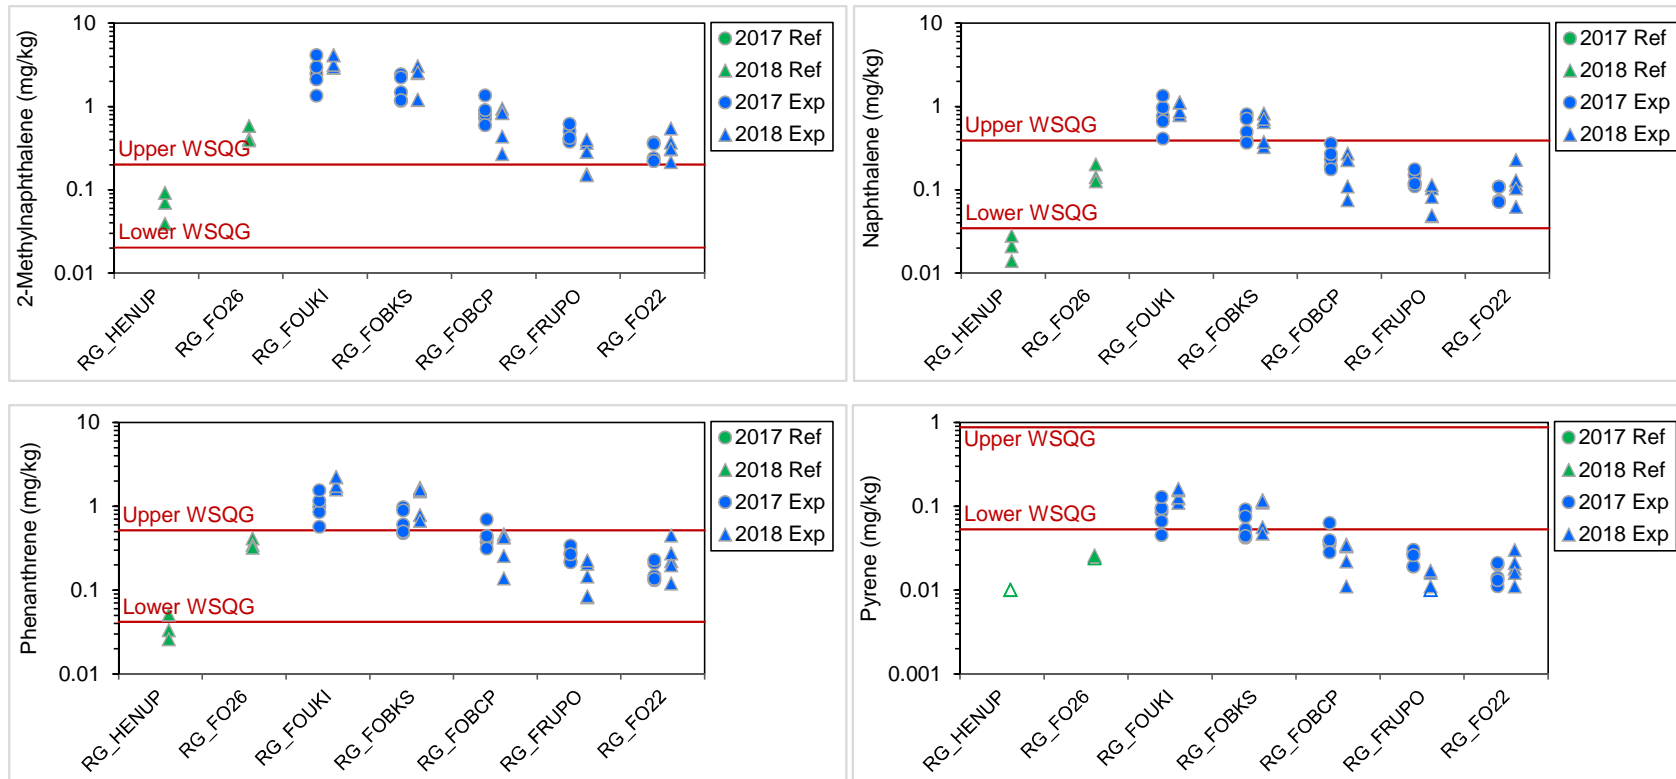 2-Methylnaphthalene (mg/kg)
10
1
0.1
0.01
Upper WSQG
Lower WSQG
RG_HENUP
RG_FO26
RG_FOUKI
RG_FOBKS
RG_FOBCP
RG_FRUPO
RG_FO22
2017 Ref
2018 Ref
2017 Exp
2018 Exp
Naphthalene (mg/kg)
10
1
0.1
0.01
Upper WSQG
Lower WSQG
RG_HENUP
RG_FO26
RG_FOUKI
RG_FOBKS
RG_FOBCP
RG_FRUPO
RG_FO22
2017 Ref
2018 Ref
2017 Exp
2018 Exp
Phenanthrene (mg/kg)
10
1
0.1
0.01
Upper WSQG
Lower WSQG
RG_HENUP
RG_FO26
RG_FOUKI
RG_FOBKS
RG_FOBCP
RG_FRUPO
RG_FO22
2017 Ref
2018 Ref
2017 Exp
2018 Exp
Pyrene (mg/kg)
1
0.1
0.01
0.001
Upper WSQG
Lower WSQG
RG_HENUP
RG_FO26
RG_FOUKI
RG_FOBKS
RG_FOBCP
RG_FRUPO
RG_FO22
2017 Ref
2018 Ref
2017 Exp
2018 Exp